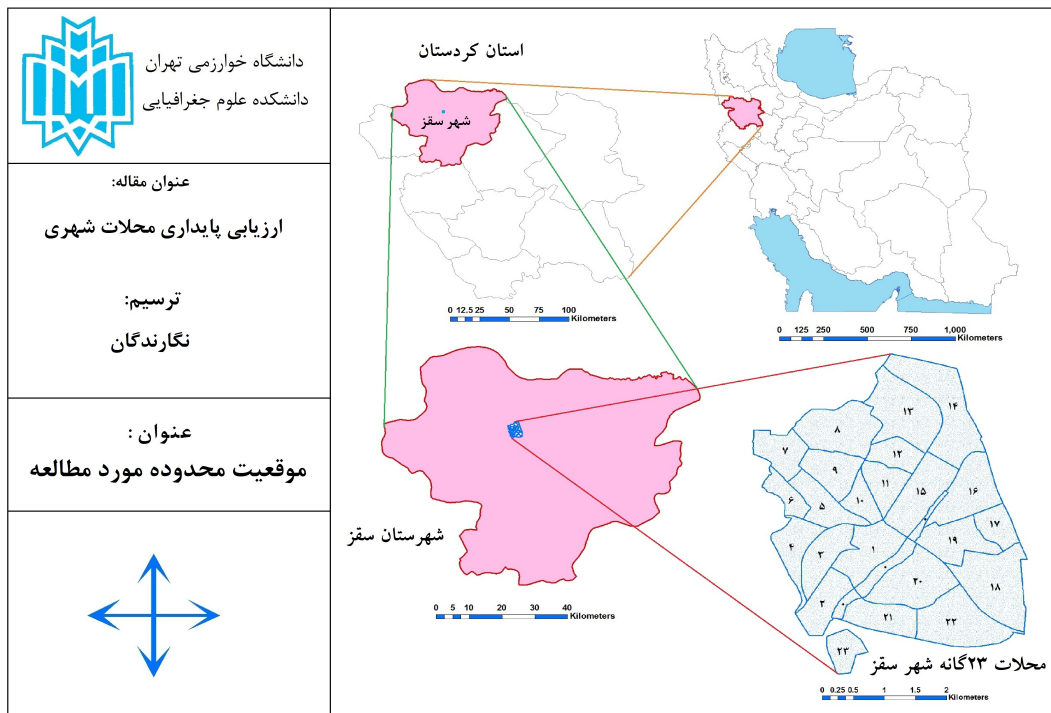 دانشگاه خوارزمی تهران
دانشکده علوم جغرافیایی
عنوان مقاله:
ارزیابی پایداری محلات شهری
ترسیم:
نگارندگان
عنوان :
موقعیت محدوده مورد مطالعه
استان کردستان
شهر سقز
0 12.5 25 50 75 100
Kilometers
0 125 250 500 750 1,000
Kilometers
شهرستان سقز
0 5 10 20 30 40
Kilometers
۱۴
۱۳
۸
۱۲
۷
۹
۱۱
۱۶
۱۵
۱۰
۶
۵
۱۷
۱۹
۴
۳
۱
۲۰
۱۸
۲
۲۱
۲۲
۲۳
محلات ۲۳گانه شهر سقز
0 0.25 0.5 1 1.5 2
Kilometers